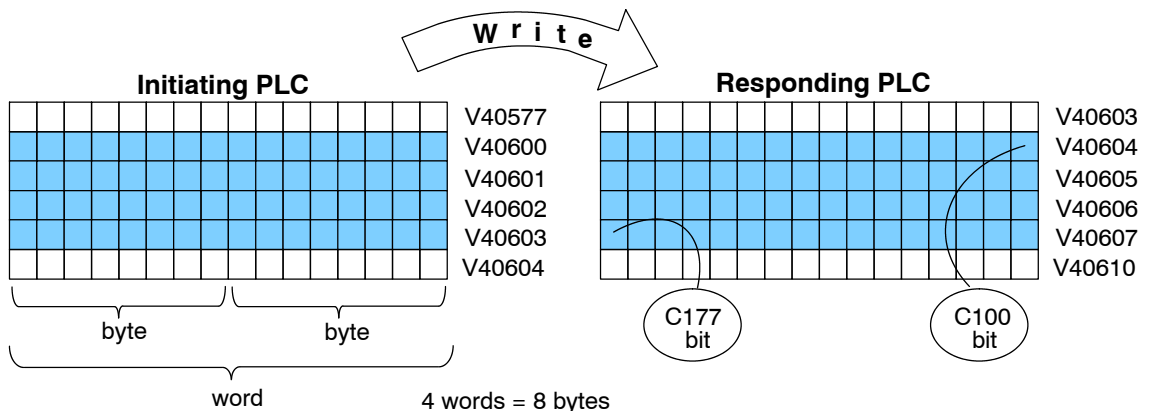 Write
Initiating PLC
V40577
V40600
V40601
V40602
V40603
V40604
byte
byte
word
4 words = 8 bytes
Responding PLC
V40603
V40604
V40605
V40606
V40607
V40610
C177
bit
C100
bit